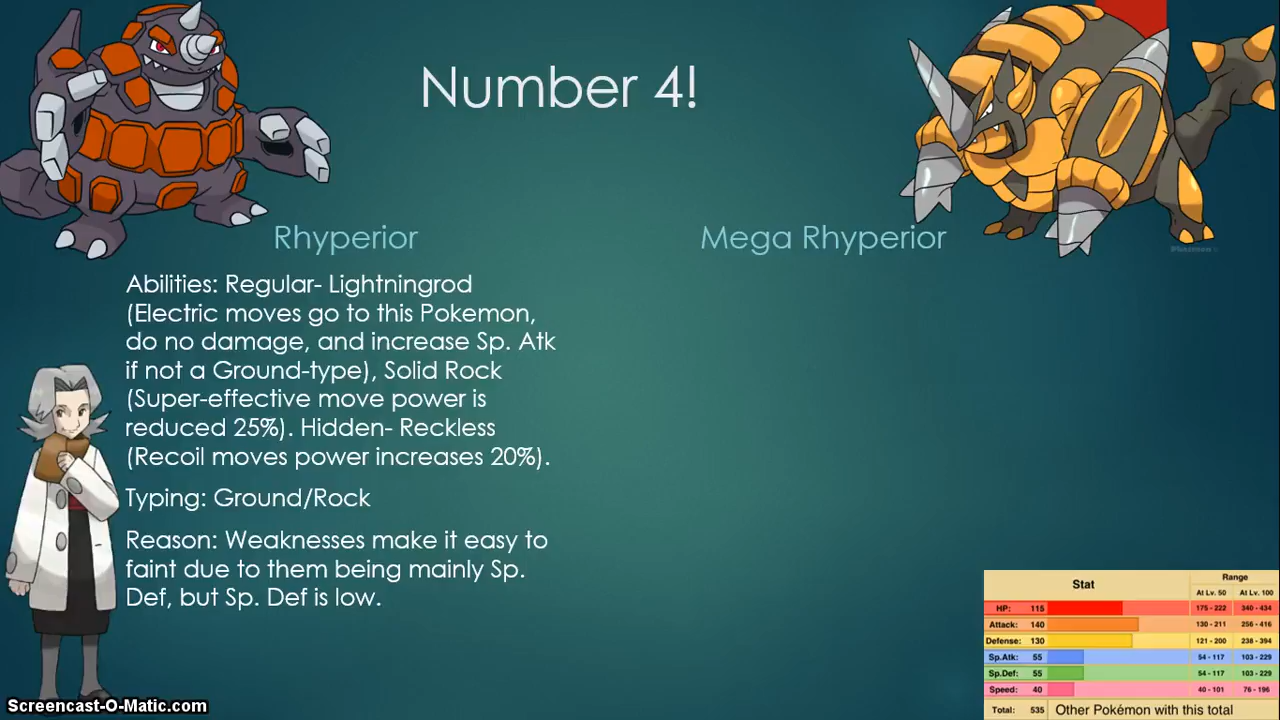 Number 4!
Rhyperior
Mega Rhyperior
Abilities: Regular- Lightningrod
(Electric moves go to this Pokemon,
do no damage, and increase Sp. Atk
if not a Ground-type), Solid Rock
(Super-effective move power is
reduced 25%). Hidden- Reckless
(Recoil moves power increases 20%).
Typing: Ground/Rock
Reason: Weaknesses make it easy to
faint due to them being mainly Sp.
Def, but Sp. Def is low.
Stat Range
At Lv. 50 At Lv. 100
HP: 115 175 - 222 340 - 434
Attack: 140 130 - 211 256 - 416
Defense: 130 121 - 200 238 - 394
Sp.Atk: 55 54 - 117 103 - 229
Sp.Def: 55 54 - 117 103 - 229
Speed: 40 40 - 101 76 - 196
Total: 535 Other Pokémon with this total
Screencast-O-Matic.com